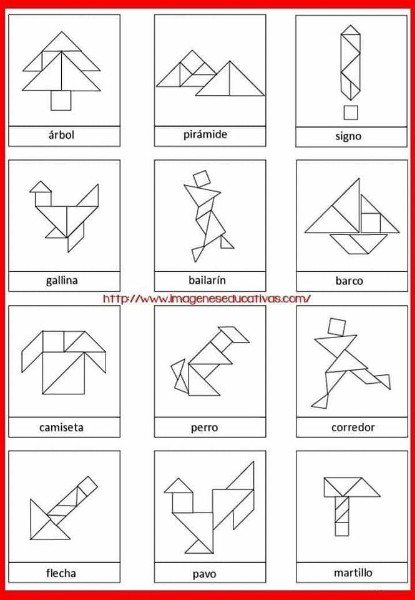 árbol
pirámide
signo
gallina
bailarín
barco
http://www.imageneseducativas.com/
camiseta
perro
corredor
flecha
pavo
martillo